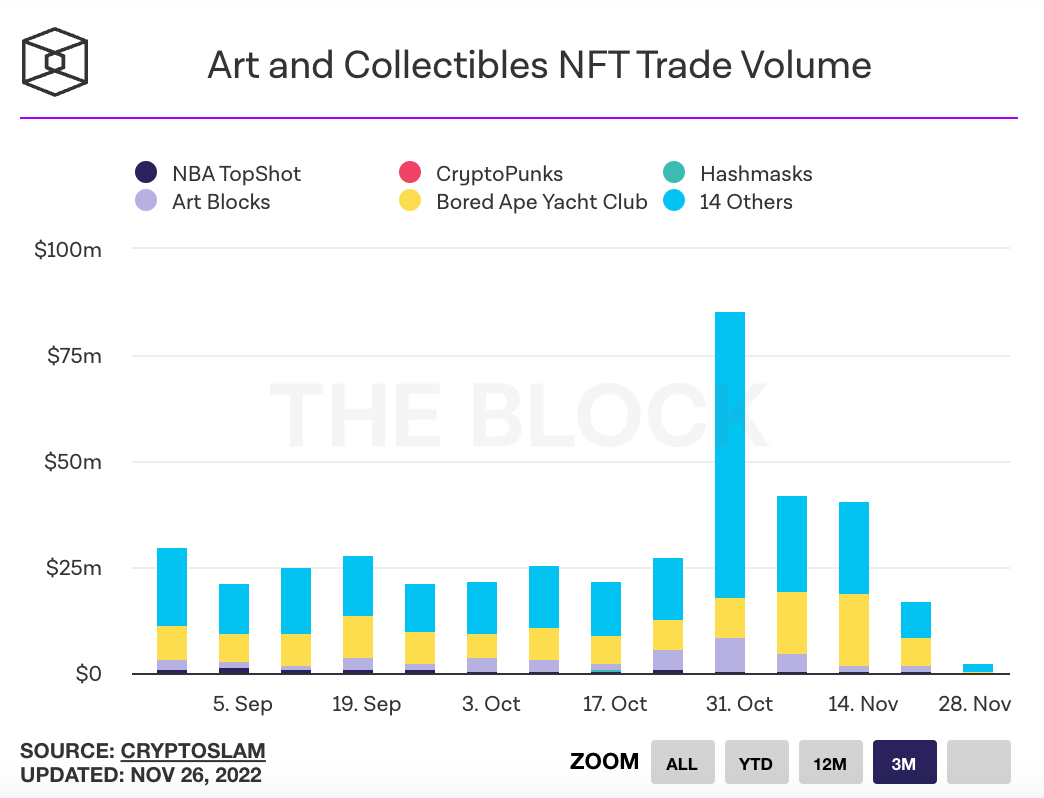 Art and Collectibles NFT Trade Volume
NBA TopShot CryptoPunks Hashmasks
Art Blocks Bored Ape Yacht Club 14 Others
$100m
$75m
THE BLOCK
$50m
$25m
$0
5. Sep 19. Sep 3. Oct 17. Oct 31. Oct 14. Nov 28. Nov
SOURCE: CRYPTOSLAM
UPDATED: NOV 26, 2022
ZOOM ALL YTD 12M 3M